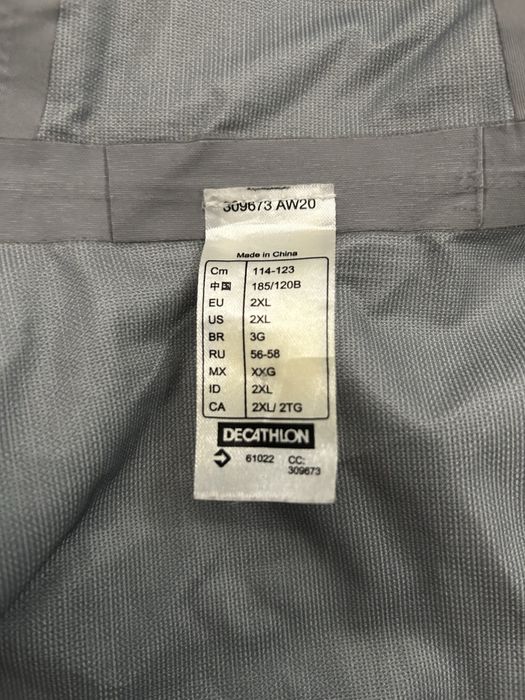 309673 AW20
Made in China
Cm 114-123
中国 185/120B
EU 2XL
US 2XL
BR 3G
RU 56-58
MX XXG
ID 2XL
CA 2XL/ 2TG
DECATHLON
61022 CC:
309673